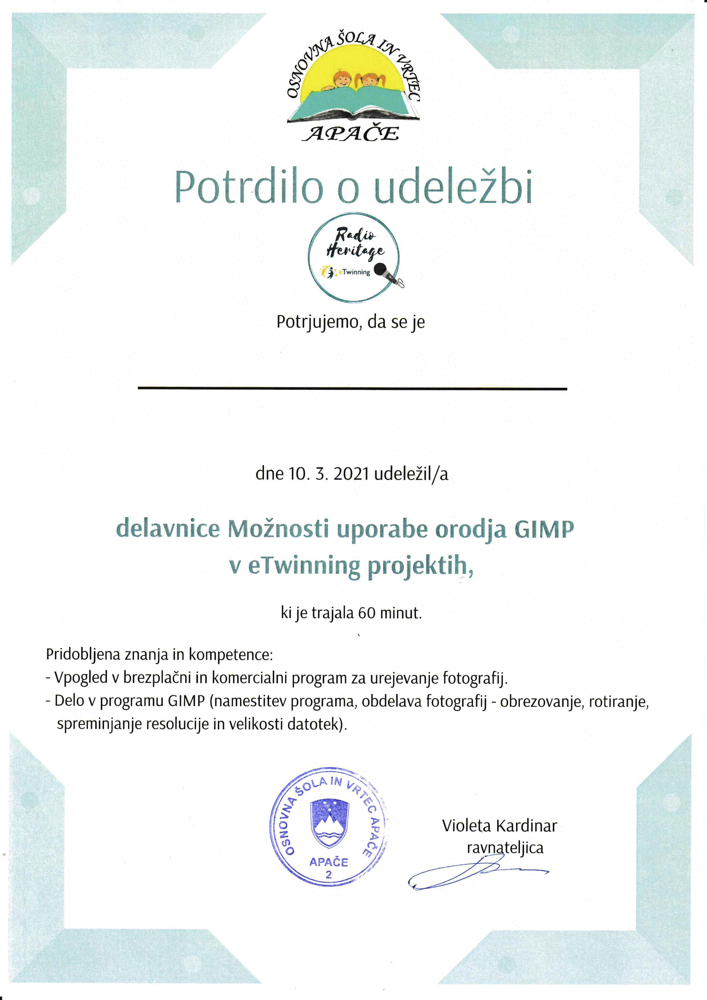 OSNOVNA ŠOLA IN VRTEC
APAČE
Potrdilo o udeležbi
Radio
Heritage
eTwinning
Potrjujemo, da se je
dne 10. 3. 2021 udeležil/a
delavnice Možnosti uporabe orodja GIMP
v eTwinning projektih,
ki je trajala 60 minut.
Pridobljena znanja in kompetence:
- Vpogled v brezplačni in komercialni program za urejevanje fotografij.
- Delo v programu GIMP (namestitev programa, obdelava fotografij - obrezovanje, rotiranje,
spreminjanje resolucije in velikosti datotek).
OSNOVNA ŠOLA IN VRTEC APAČE
APAČE
2
Violeta Kardinar
ravnateljica